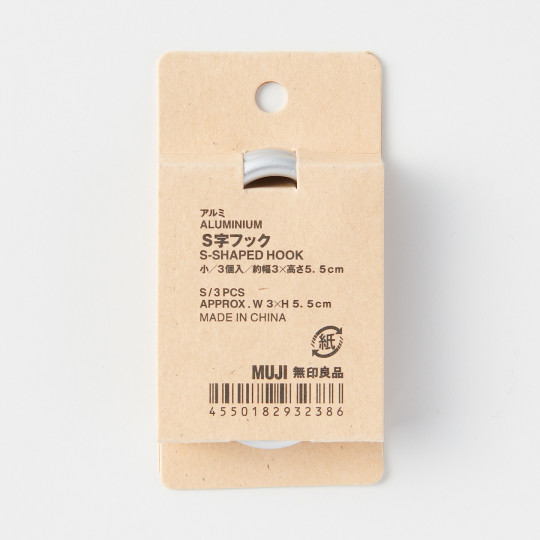 アルミ
ALUMINIUM
S字フック
S-SHAPED HOOK
小/3個入/約幅3×高さ5.5cm
S/3 PCS
APPROX. W 3×H 5.5cm
MADE IN CHINA
紙
MUJI 無印良品
4550182932386